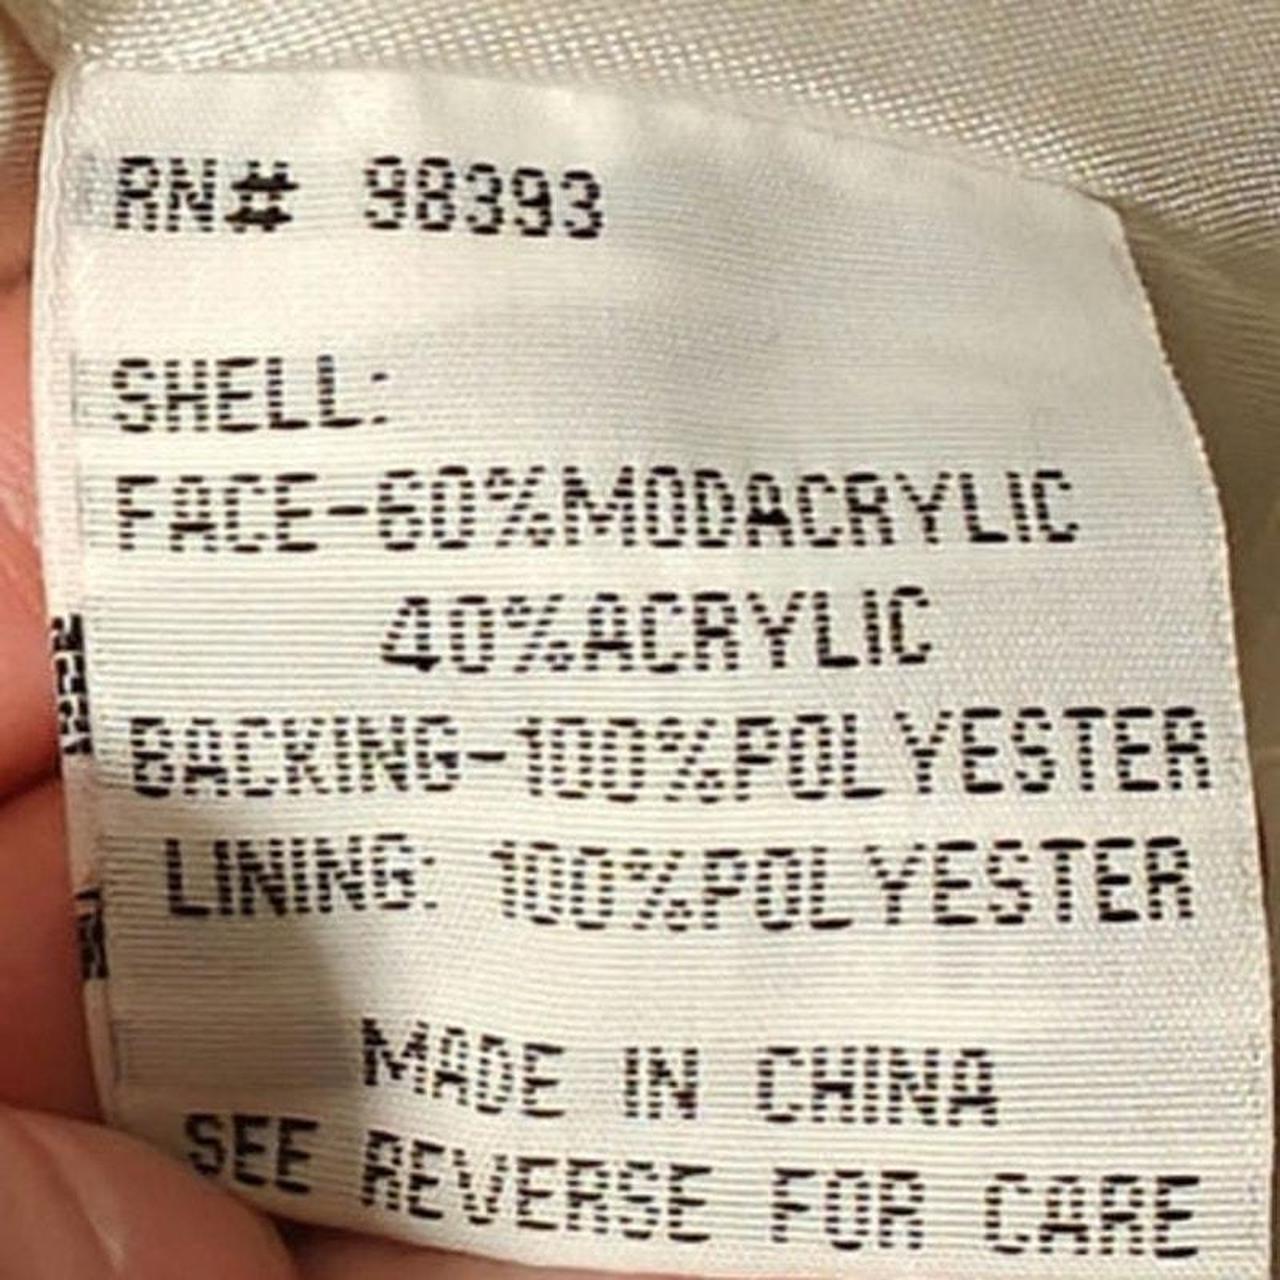 RN# 98393
SHELL:
FACE-60%MODACRYLIC
40%ACRYLIC
BACKING-100%POLYESTER
LINING: 100%POLYESTER
MADE IN CHINA
SEE REVERSE FOR CARE